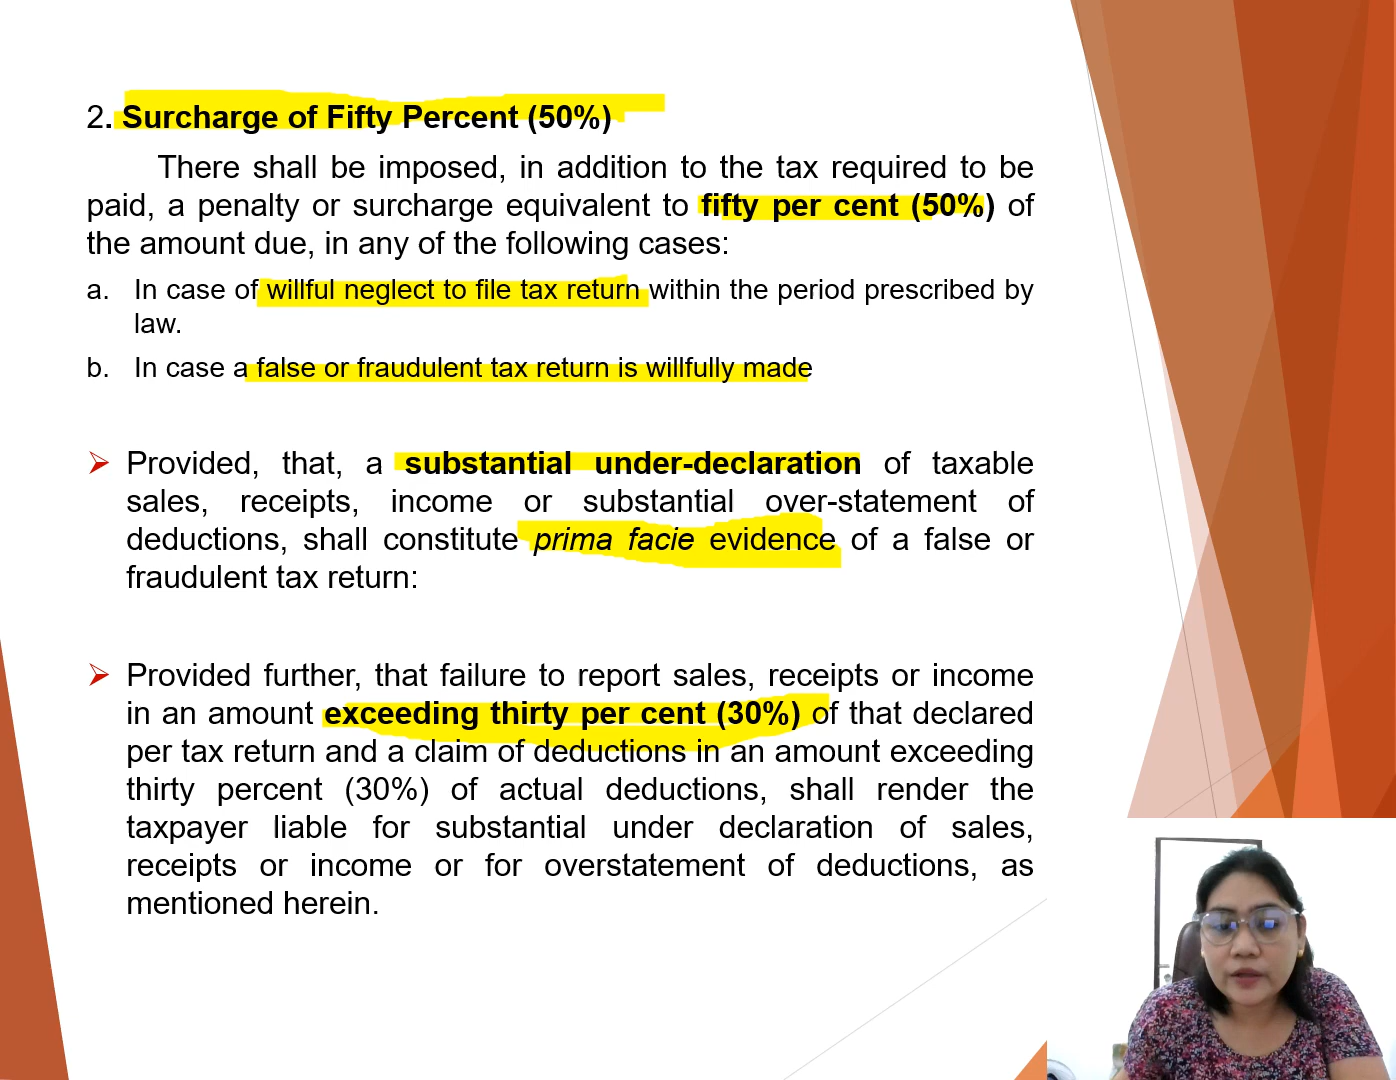 2. Surcharge of Fifty Percent (50%)
There shall be imposed, in addition to the tax required to be
paid, a penalty or surcharge equivalent to fifty per cent (50%) of
the amount due, in any of the following cases:
a. In case of willful neglect to file tax return within the period prescribed by
law.
b. In case a false or fraudulent tax return is willfully made
Provided, that, a substantial under-declaration of taxable
sales, receipts, income or substantial over-statement of
deductions, shall constitute prima facie evidence of a false or
fraudulent tax return:
Provided further, that failure to report sales, receipts or income
in an amount exceeding thirty per cent (30%) of that declared
per tax return and a claim of deductions in an amount exceeding
thirty percent (30%) of actual deductions, shall render the
taxpayer liable for substantial under declaration of sales,
receipts or income or for overstatement of deductions, as
mentioned herein.